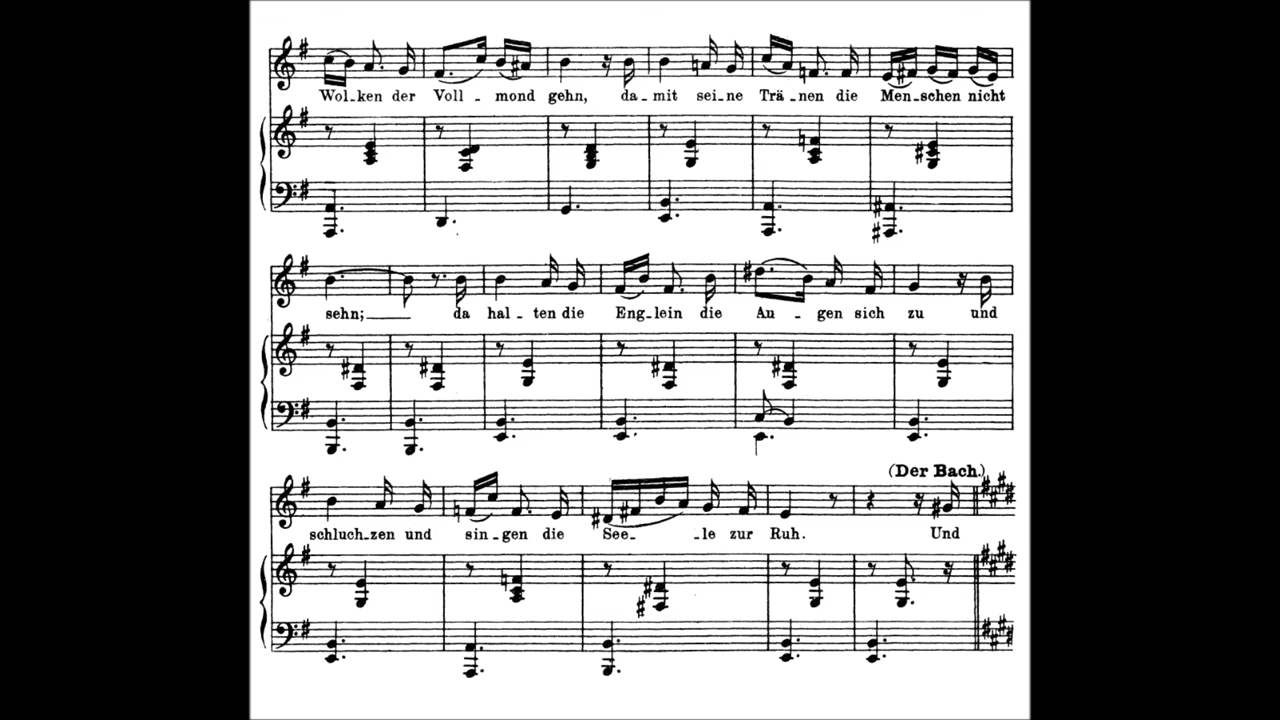 Wol-ken der Voll-mond gehn, da-mit sei-ne Trä-nen die Men-schen nicht
sehn; da hal-ten die Eng-lein die Au-gen sich zu und
(Der Bach.)
schluch-zen und sin-gen die See-le zur Ruh. Und